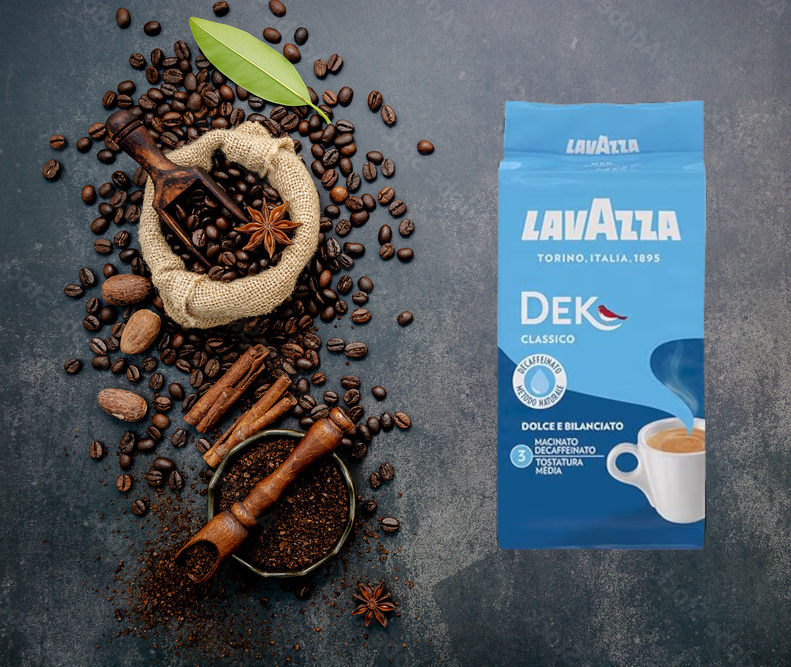 LAVAZZA
LAVAZZA
TORINO, ITALIA, 1895
DEK
CLASSICO
DECAFFEINATO
METODO NATURALE
DOLCE E BILANCIATO
3
MACINATO
DECAFFEINATO
TOSTATURA
MEDIA